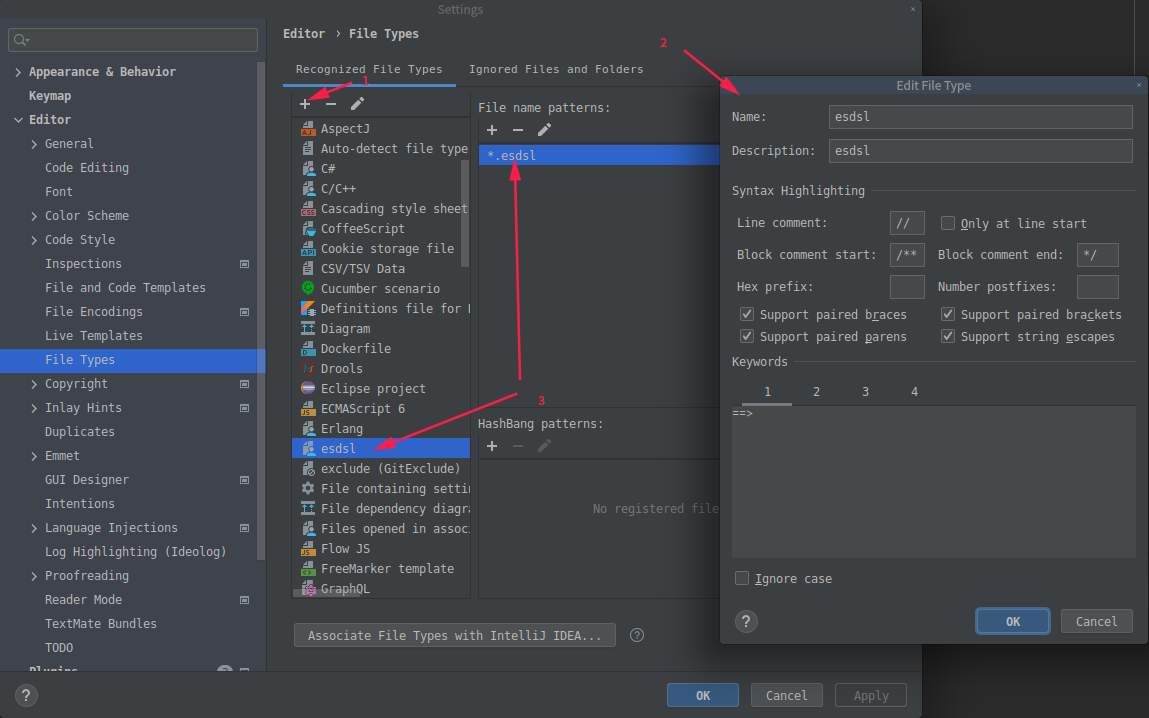 Settings
Editor › File Types
Appearance & Behavior
Keymap
Editor
General
Code Editing
Font
Color Scheme
Code Style
Inspections
File and Code Templates
File Encodings
Live Templates
File Types
Copyright
Inlay Hints
Duplicates
Emmet
GUI Designer
Intentions
Language Injections
Log Highlighting (Ideolog)
Proofreading
Reader Mode
TextMate Bundles
TODO
Plugins
Recognized File Types
Ignored Files and Folders
1
AspectJ
Auto-detect file type
C#
C/C++
Cascading style sheet
CoffeeScript
Cookie storage file
CSV/TSV Data
Cucumber scenario
Definitions file for
Diagram
Dockerfile
Drools
Eclipse project
ECMAScript 6
Erlang
esdsl
exclude (GitExclude)
File containing settin
File dependency diagra
Files opened in associ
Flow JS
FreeMarker template
GraphQL
File name patterns:
*.esdsl
3
HashBang patterns:
No registered file
Associate File Types with IntelliJ IDEA...
?
?
OK
Cancel
Apply
2
Edit File Type
Name:
esdsl
Description:
esdsl
Syntax Highlighting
Line comment:
//
Only at line start
Block comment start:
/**
Block comment end:
*/
Hex prefix:
Number postfixes:
Support paired braces
Support paired brackets
Support paired parens
Support string escapes
Keywords
1 2 3 4
==>
Ignore case
?
OK
Cancel